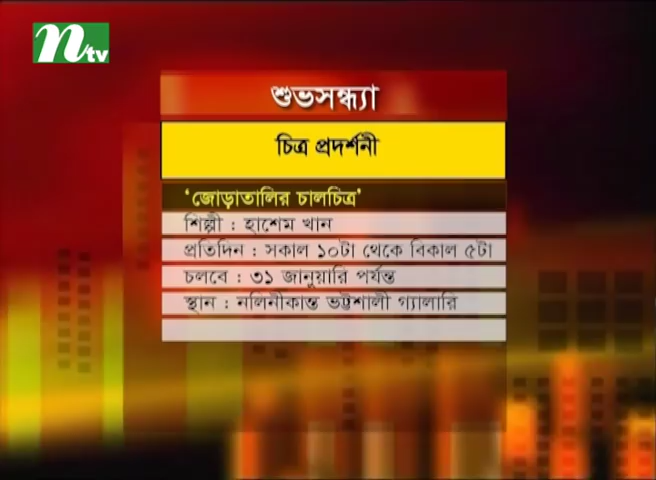 ntv
শুভসন্ধ্যা
চিত্র প্রদর্শনী
‘জোড়াতালির চালচিত্র’
শিল্পী : হাশেম খান
প্রতিদিন : সকাল ১০টা থেকে বিকাল ৫টা
চলবে : ৩১ জানুয়ারি পর্যন্ত
স্থান : নলিনীকান্ত ভট্টশালী গ্যালারি